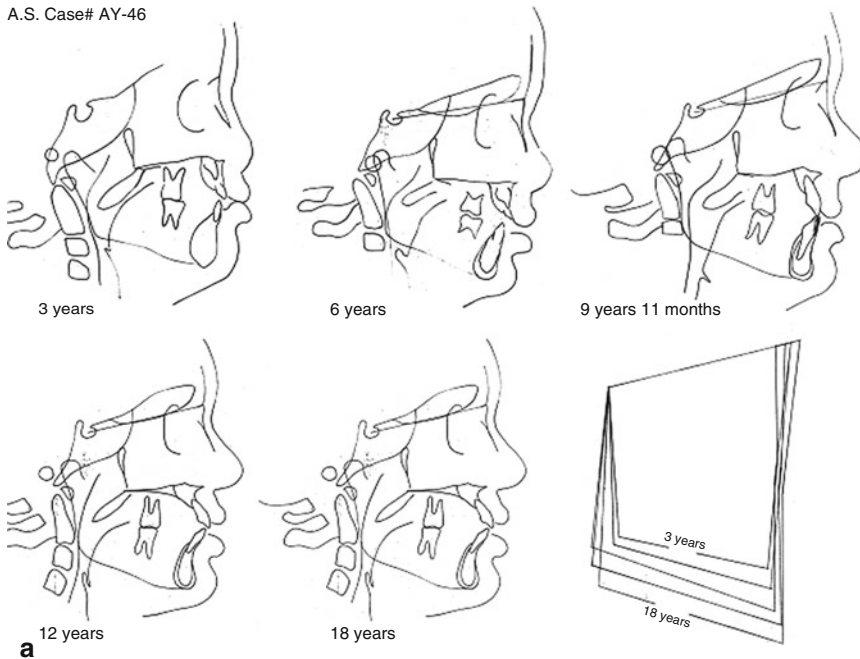 A.S. Case# AY-46
3 years
6 years
9 years 11 months
12 years
18 years
3 years
18 years
a